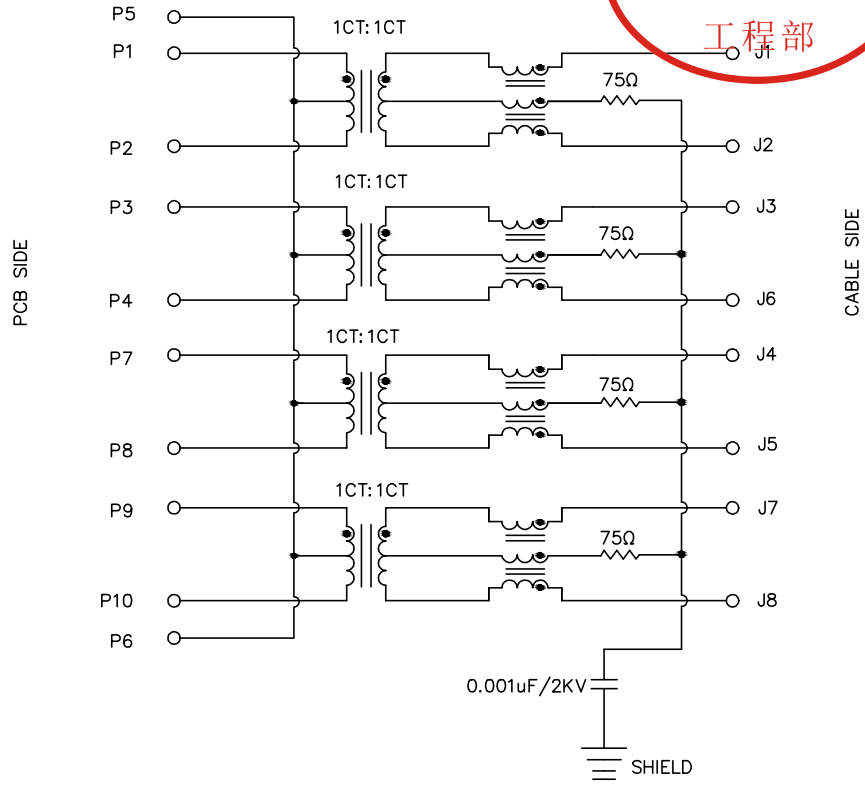 P5
1CT:1CT
工程部
P1
J1
75Ω
P2
J2
1CT:1CT
P3
J3
75Ω
PCB SIDE
CABLE SIDE
P4
J6
1CT:1CT
P7
J4
75Ω
P8
J5
1CT:1CT
P9
J7
75Ω
P10
J8
P6
0.001uF/2KV
SHIELD